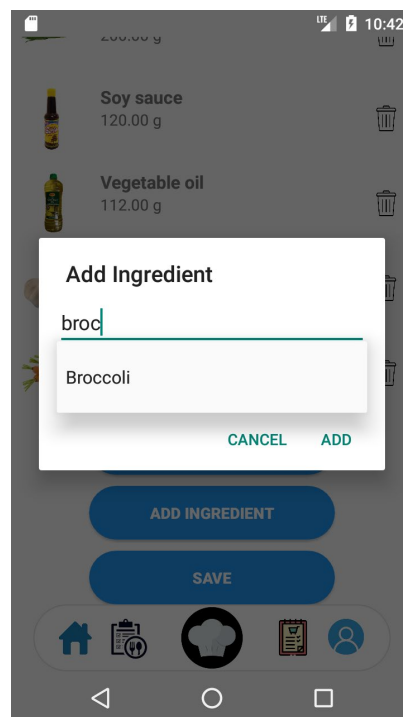 LTE 10:42
200.00 g
Soy sauce
120.00 g
Vegetable oil
112.00 g
Add Ingredient
broc
Broccoli
CANCEL ADD
ADD INGREDIENT
SAVE